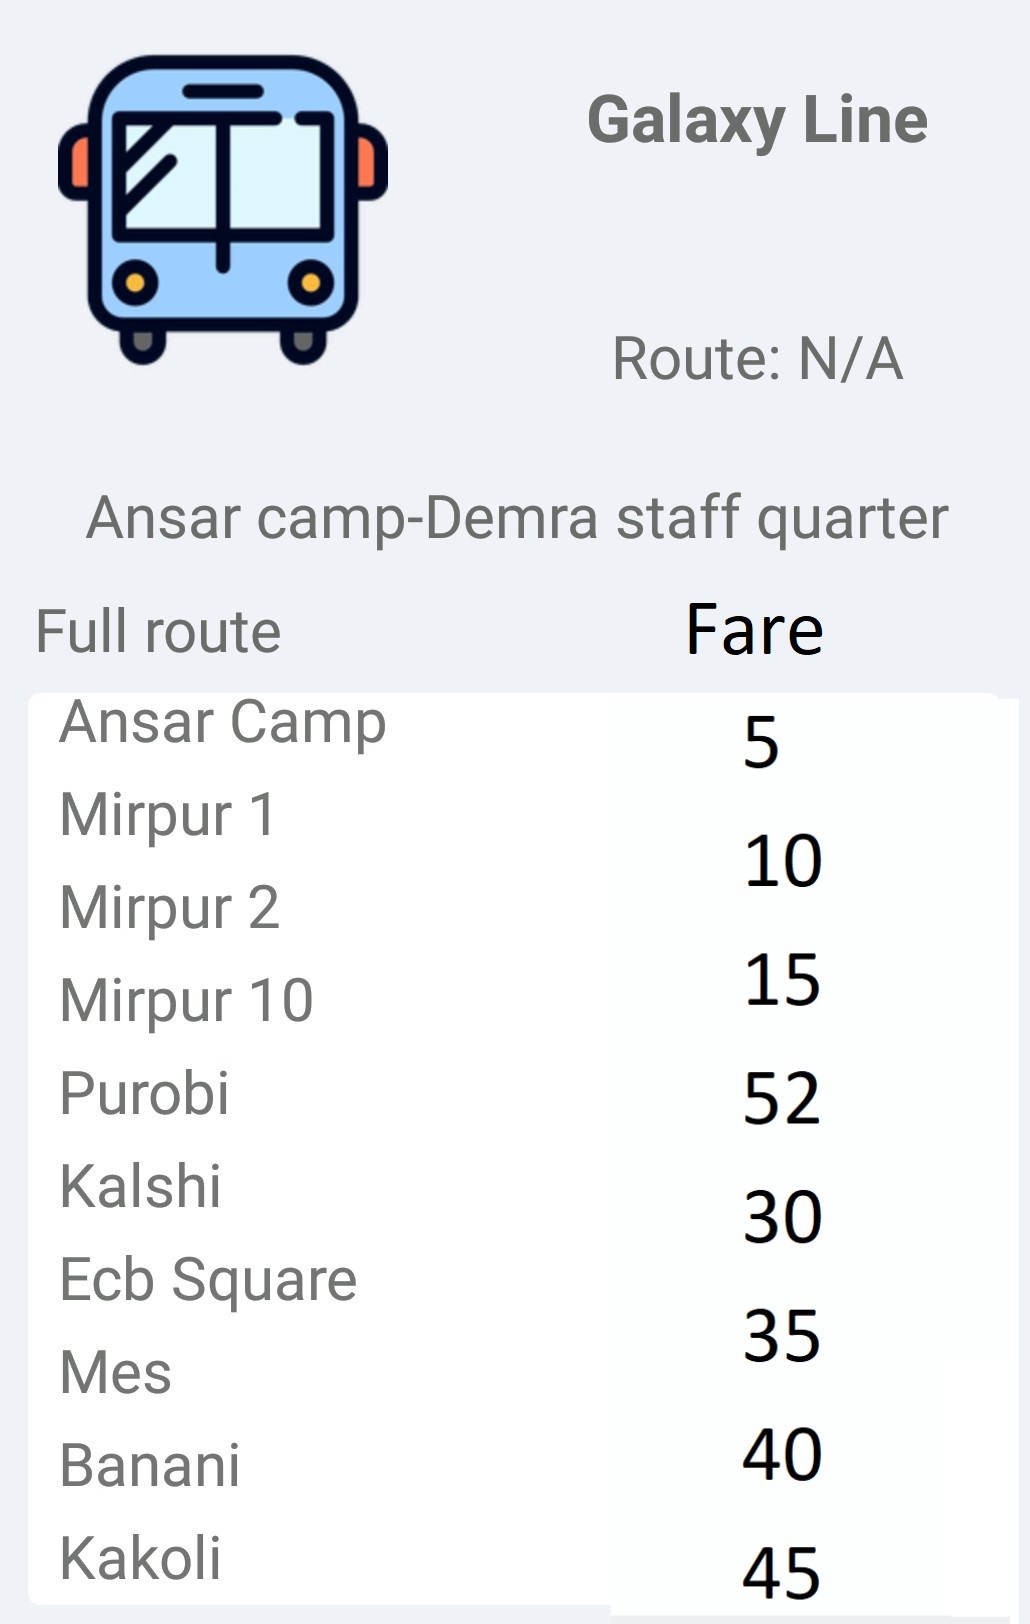 Galaxy Line
Route: N/A
Ansar camp-Demra staff quarter
Full route Fare
Ansar Camp 5
Mirpur 1
10
Mirpur 2
Mirpur 10 15
Purobi 52
Kalshi 30
Ecb Square
35
Mes
Banani 40
Kakoli 45